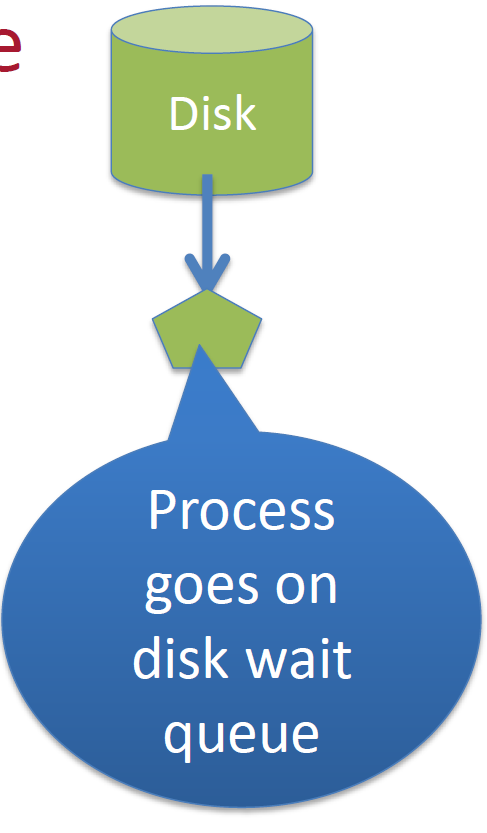 e
Disk
Process
goes on
disk wait
queue